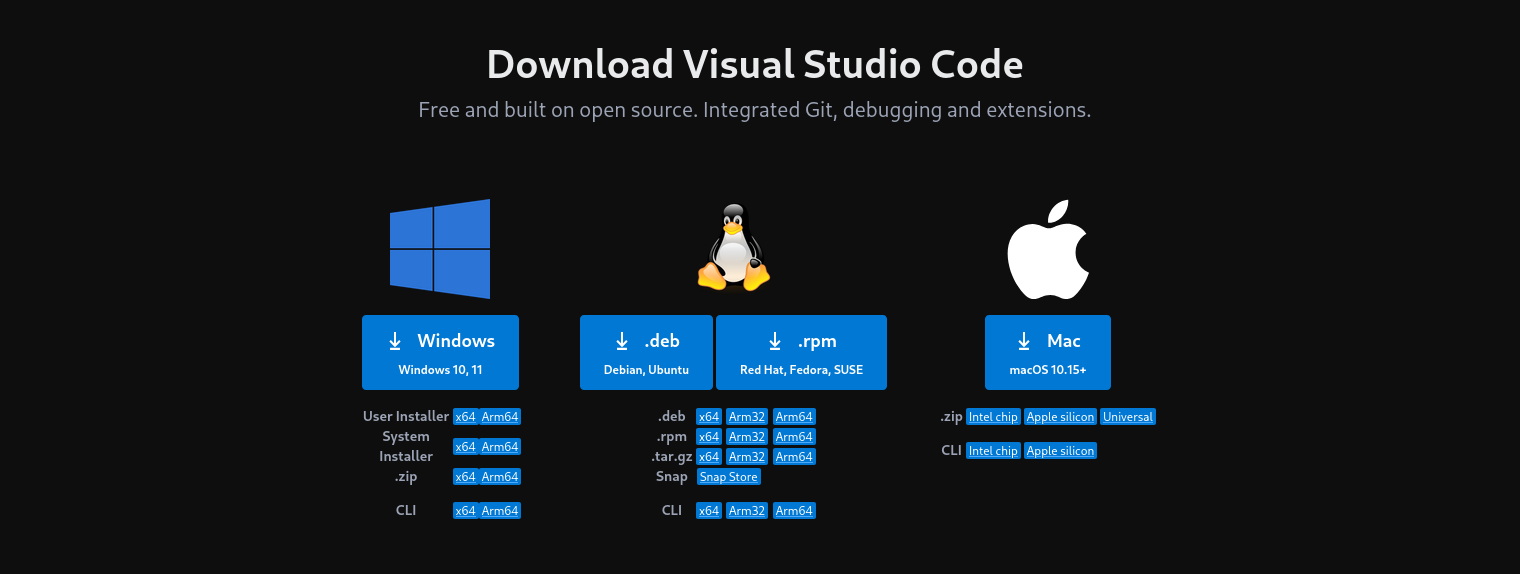 Download Visual Studio Code
Free and built on open source. Integrated Git, debugging and extensions.
Windows
Windows 10, 11
User Installer x64 Arm64
System
Installer x64 Arm64
.zip x64 Arm64
CLI x64 Arm64
.deb
Debian, Ubuntu
.rpm
Red Hat, Fedora, SUSE
.deb x64 Arm32 Arm64
.rpm x64 Arm32 Arm64
.tar.gz x64 Arm32 Arm64
Snap Snap Store
CLI x64 Arm32 Arm64
Mac
macOS 10.15+
.zip Intel chip Apple silicon Universal
CLI Intel chip Apple silicon